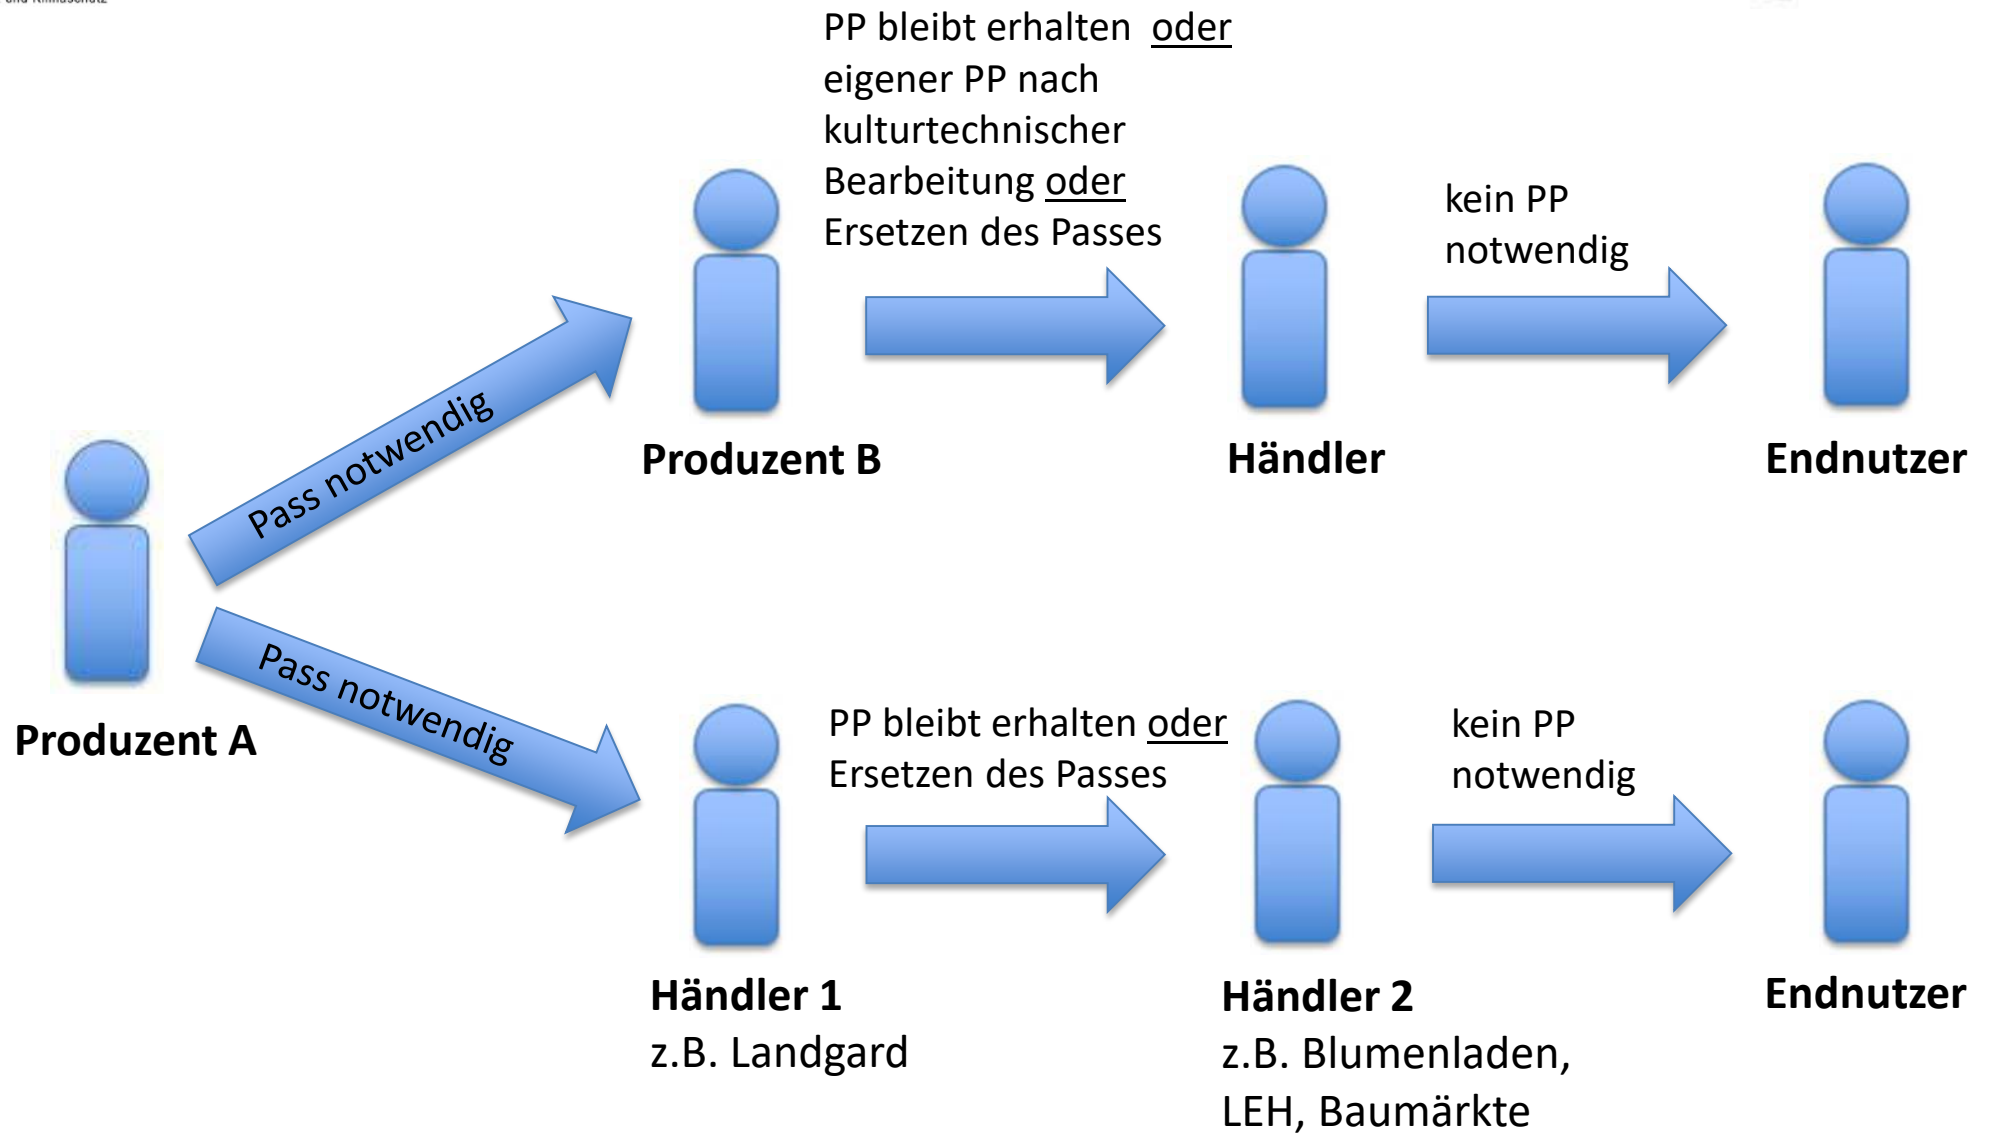 und Klimaschutz
PP bleibt erhalten oder
eigener PP nach
kulturtechnischer
Bearbeitung oder
Ersetzen des Passes
kein PP
notwendig
Pass notwendig
Produzent B
Händler
Endnutzer
Produzent A
Pass notwendig
PP bleibt erhalten oder
Ersetzen des Passes
kein PP
notwendig
Händler 1
z.B. Landgard
Händler 2
z.B. Blumenladen,
LEH, Baumärkte
Endnutzer